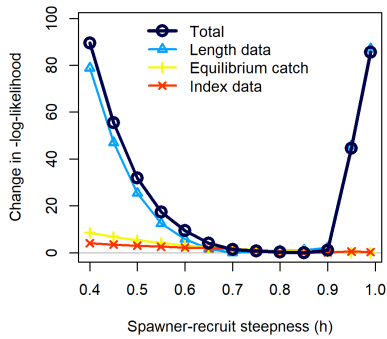 Total
Length data
Equilibrium catch
Index data
Change in -log-likelihood
100
80
60
40
20
0
0.4 0.5 0.6 0.7 0.8 0.9 1.0
Spawner-recruit steepness (h)